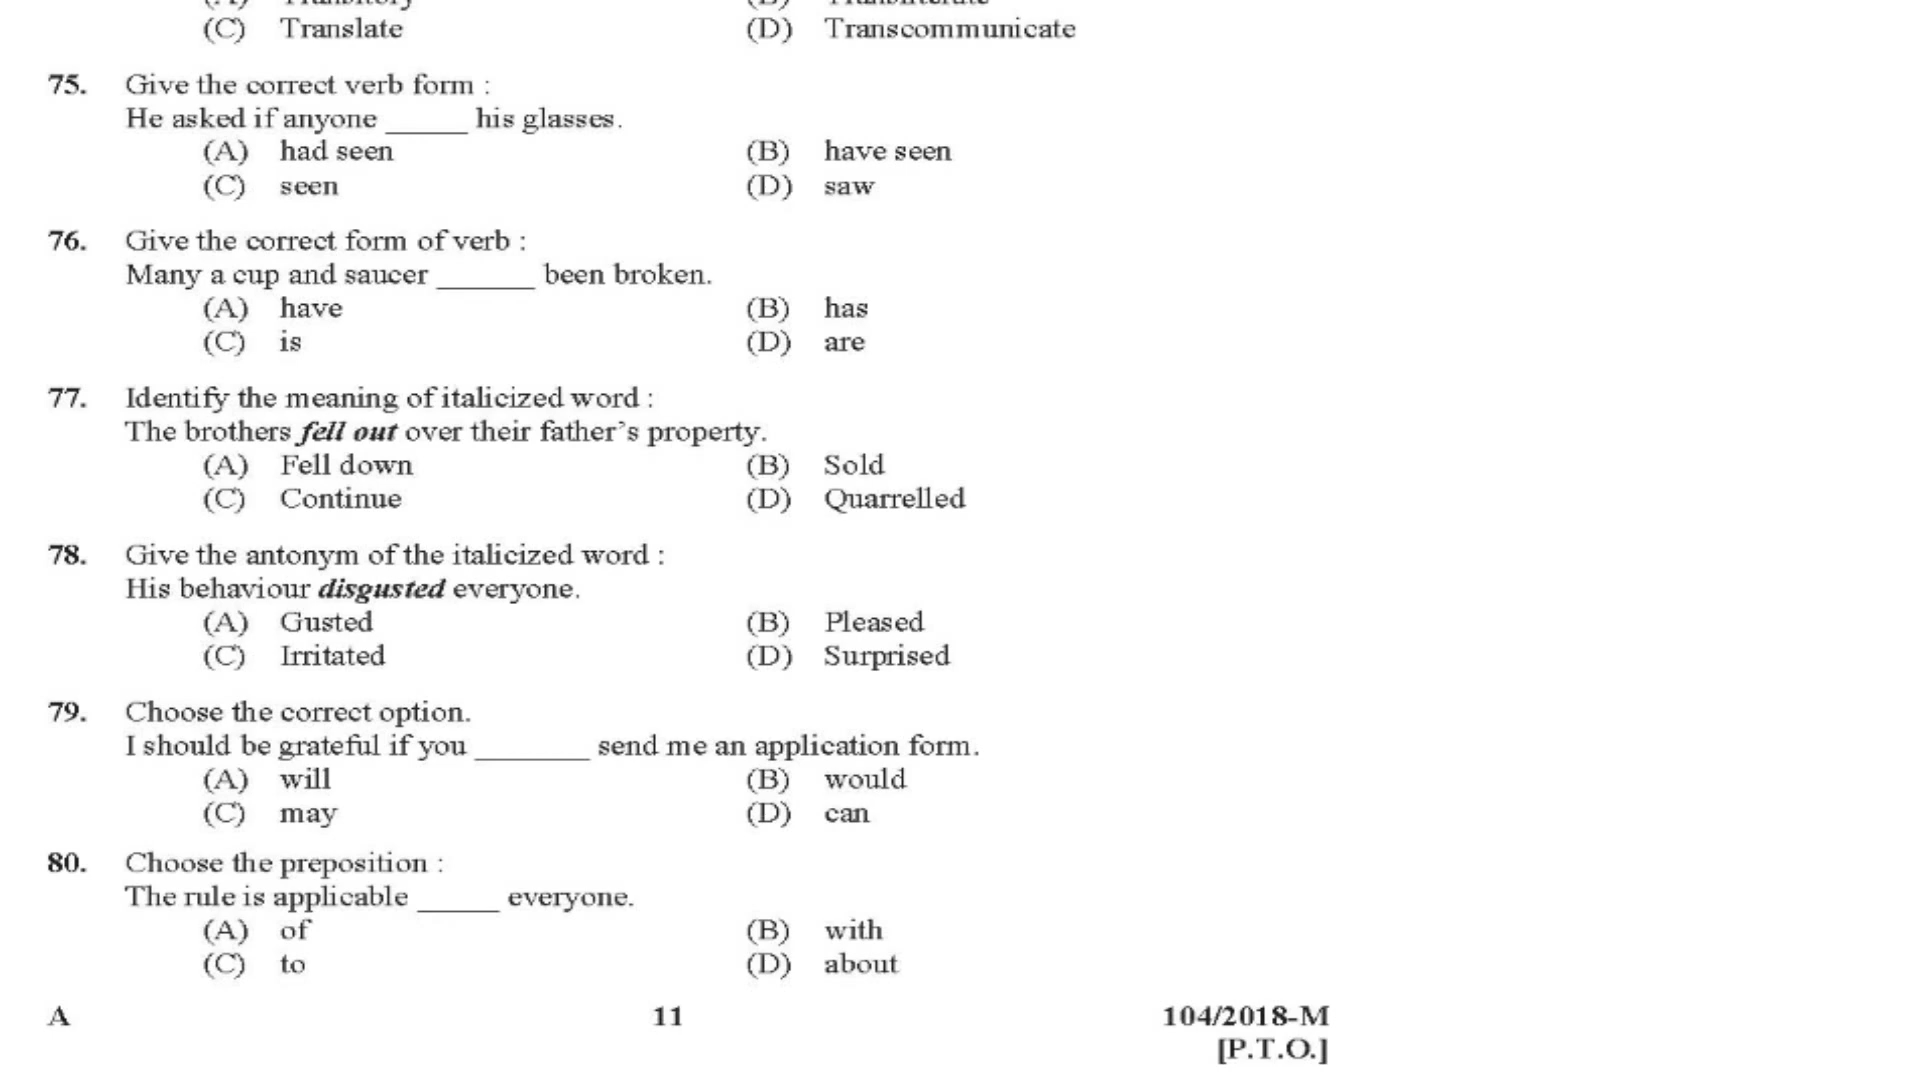 (C) Translate (D) Transcommunicate
75. Give the correct verb form :
He asked if anyone _____ his glasses.
(A) had seen (B) have seen
(C) seen (D) saw
76. Give the correct form of verb :
Many a cup and saucer ______ been broken.
(A) have (B) has
(C) is (D) are
77. Identify the meaning of italicized word :
The brothers fell out over their father's property.
(A) Fell down (B) Sold
(C) Continue (D) Quarrelled
78. Give the antonym of the italicized word :
His behaviour disgusted everyone.
(A) Gusted (B) Pleased
(C) Irritated (D) Surprised
79. Choose the correct option.
I should be grateful if you _______ send me an application form.
(A) will (B) would
(C) may (D) can
80. Choose the preposition :
The rule is applicable _____ everyone.
(A) of (B) with
(C) to (D) about
A 11 104/2018-M
[P.T.O.]